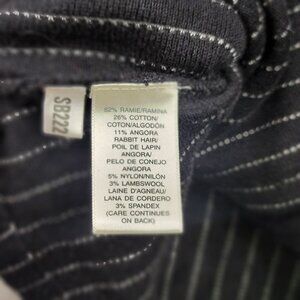 SB222
52% RAMIE/RAMINA
26% COTTON/
COTON/ALGODÓN
11% ANGORA
RABBIT HAIR/
POIL DE LAPIN
ANGORA/
PELO DE CONEJO
ANGORA
5% NYLON/NILÓN
3% LAMBSWOOL
LAINE D'AGNEAU/
LANA DE CORDERO
3% SPANDEX
(CARE CONTINUES
ON BACK)